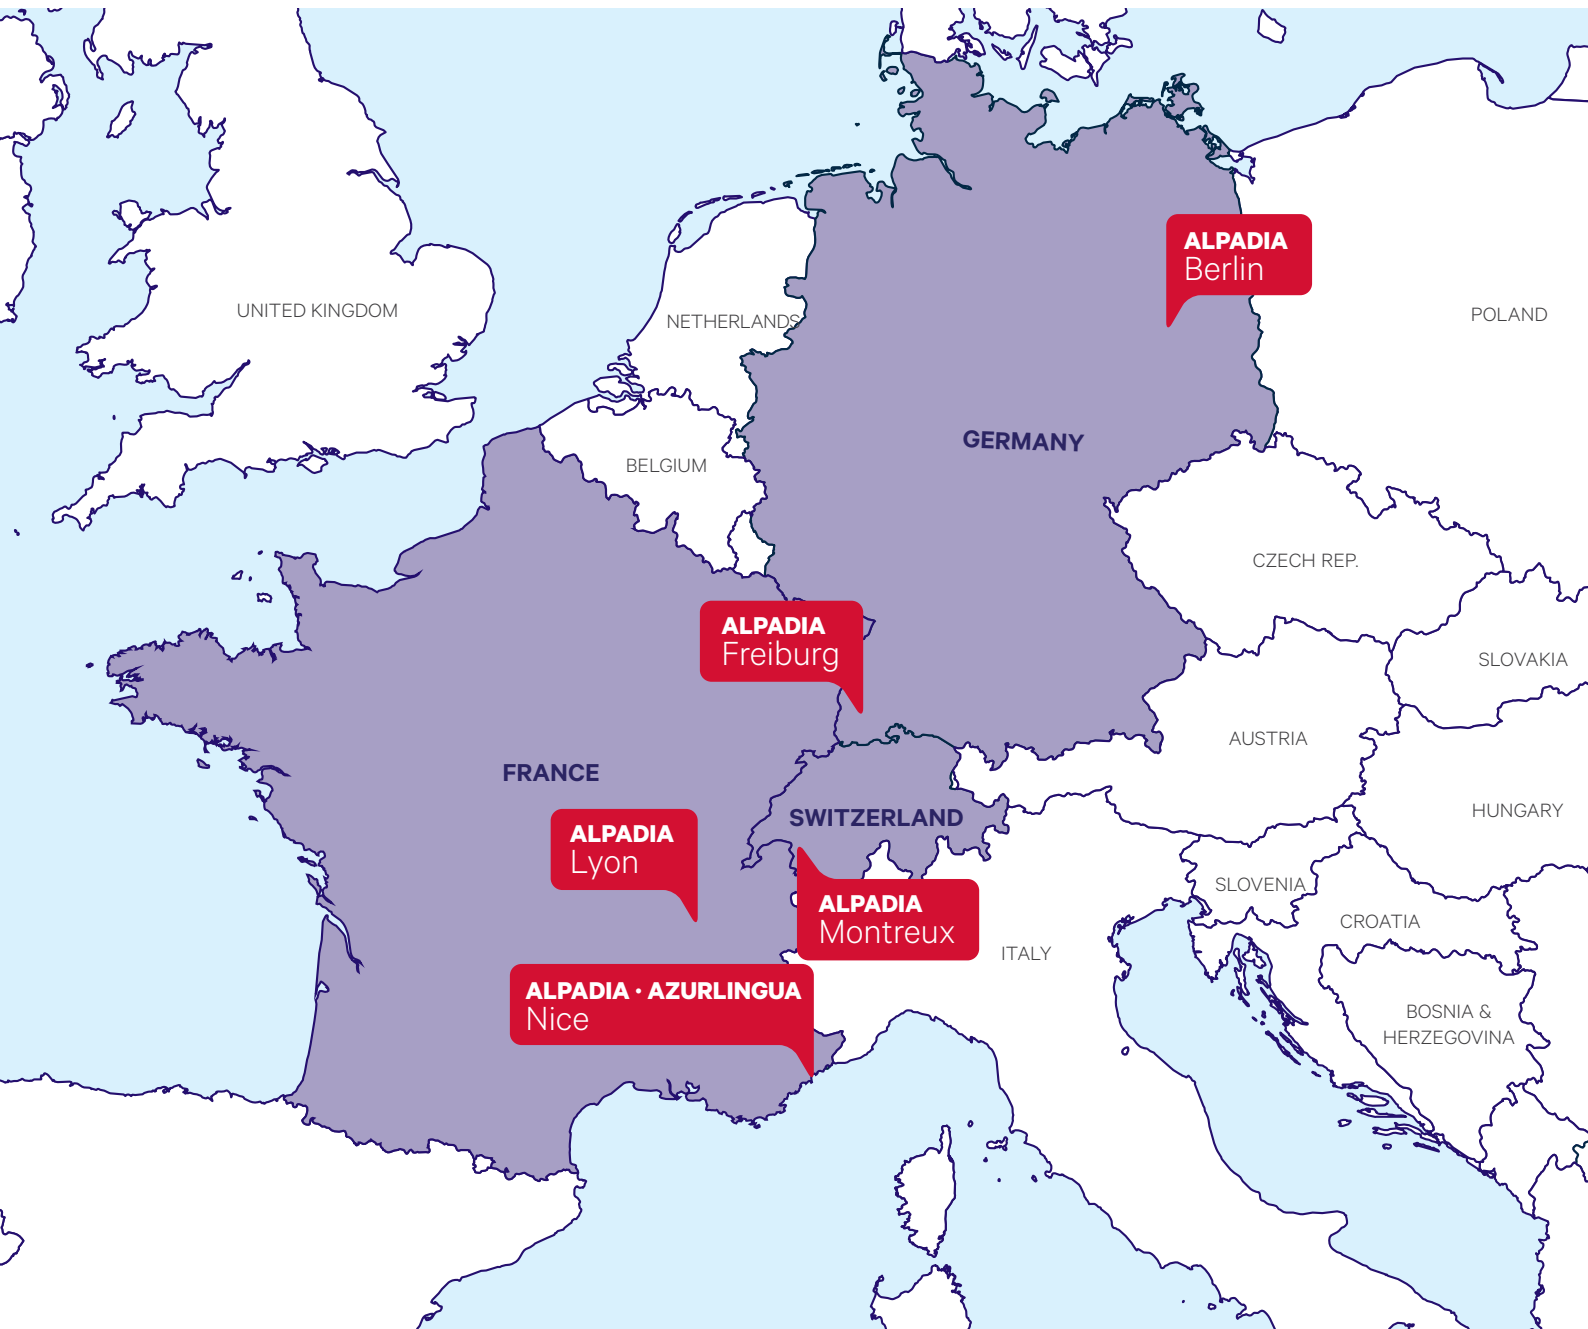 ALPADIA
Berlin
UNITED KINGDOM
NETHERLANDS
POLAND
GERMANY
BELGIUM
CZECH REP.
ALPADIA
Freiburg
SLOVAKIA
AUSTRIA
FRANCE
SWITZERLAND
HUNGARY
ALPADIA
Lyon
SLOVENIA
ALPADIA
Montreux
CROATIA
ITALY
ALPADIA · AZURLINGUA
Nice
BOSNIA &
HERZEGOVINA